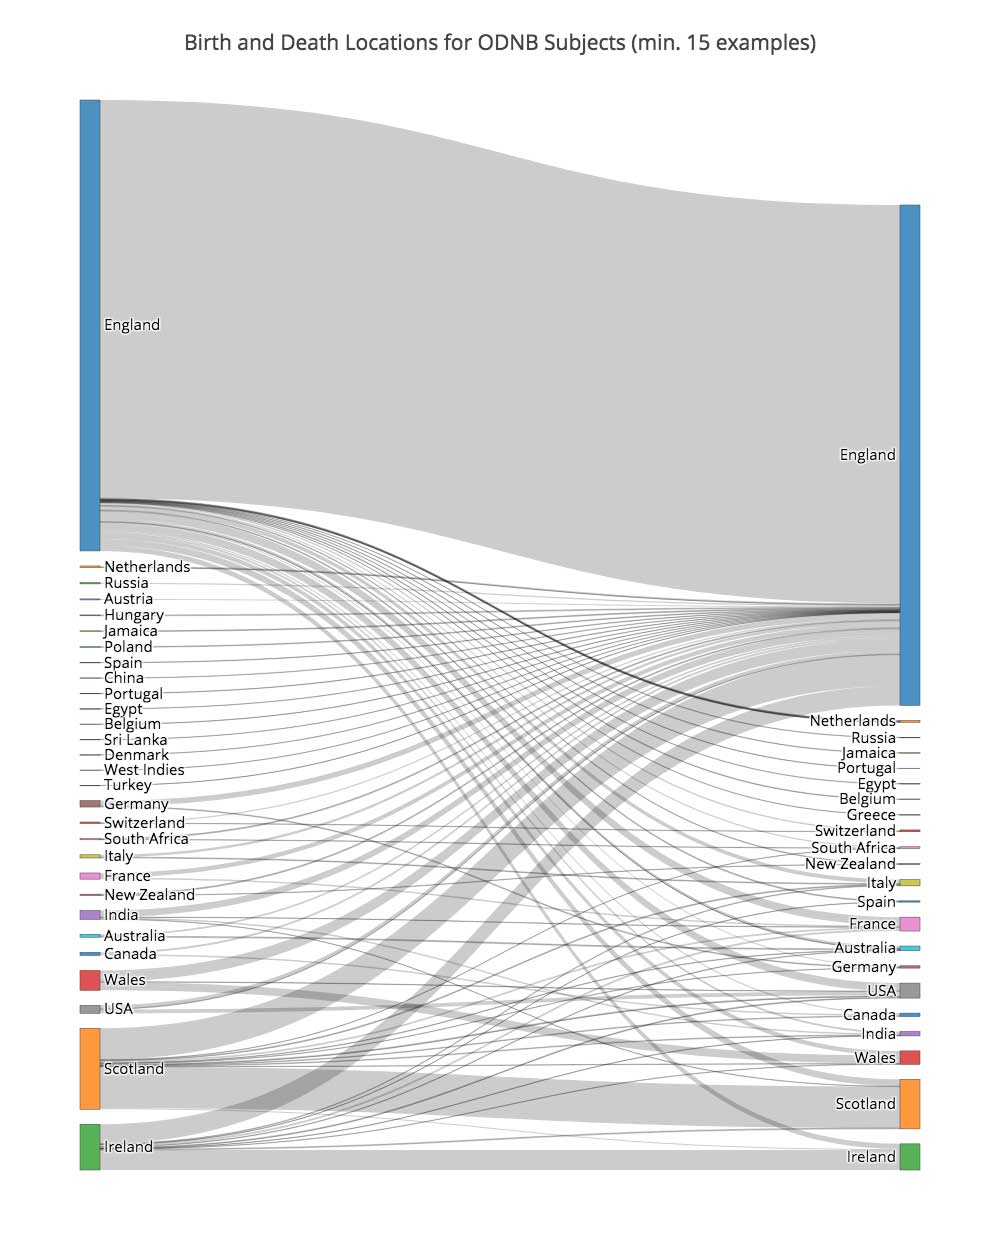 Birth and Death Locations for ODNB Subjects (min. 15 examples)
England
Netherlands
Russia
Austria
Hungary
Jamaica
Poland
Spain
China
Portugal
Egypt
Belgium
Sri Lanka
Denmark
West Indies
Turkey
Germany
Switzerland
South Africa
Italy
France
New Zealand
India
Australia
Canada
Wales
USA
Scotland
Ireland
England
Netherlands
Russia
Jamaica
Portugal
Egypt
Belgium
Greece
Switzerland
South Africa
New Zealand
Italy
Spain
France
Australia
Germany
USA
Canada
India
Wales
Scotland
Ireland